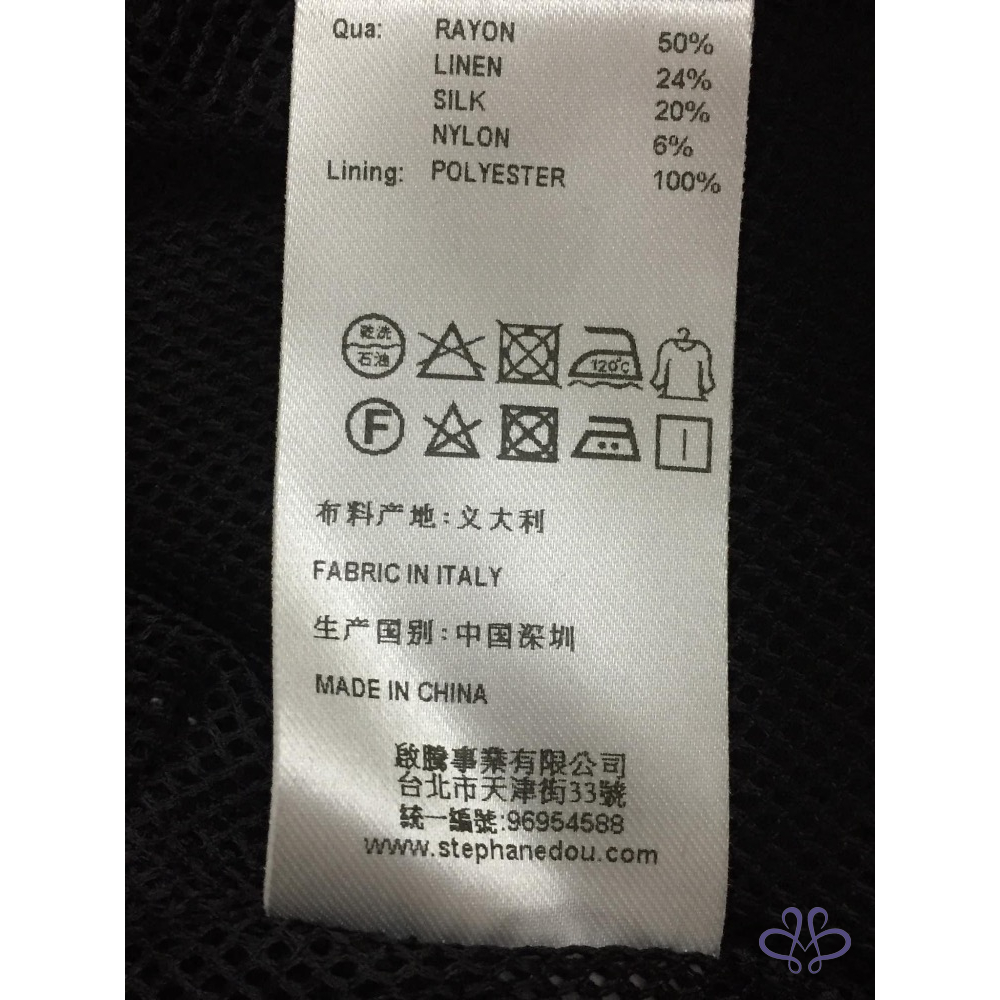 Qua: RAYON 50%
LINEN 24%
SILK 20%
NYLON 6%
Lining: POLYESTER 100%
乾洗
石油
120°C
F
布料产地:义大利
FABRIC IN ITALY
生产国别:中国深圳
MADE IN CHINA
啟騰事業有限公司
台北市天津街33號
統一編號:96954588
www.stephanedou.com